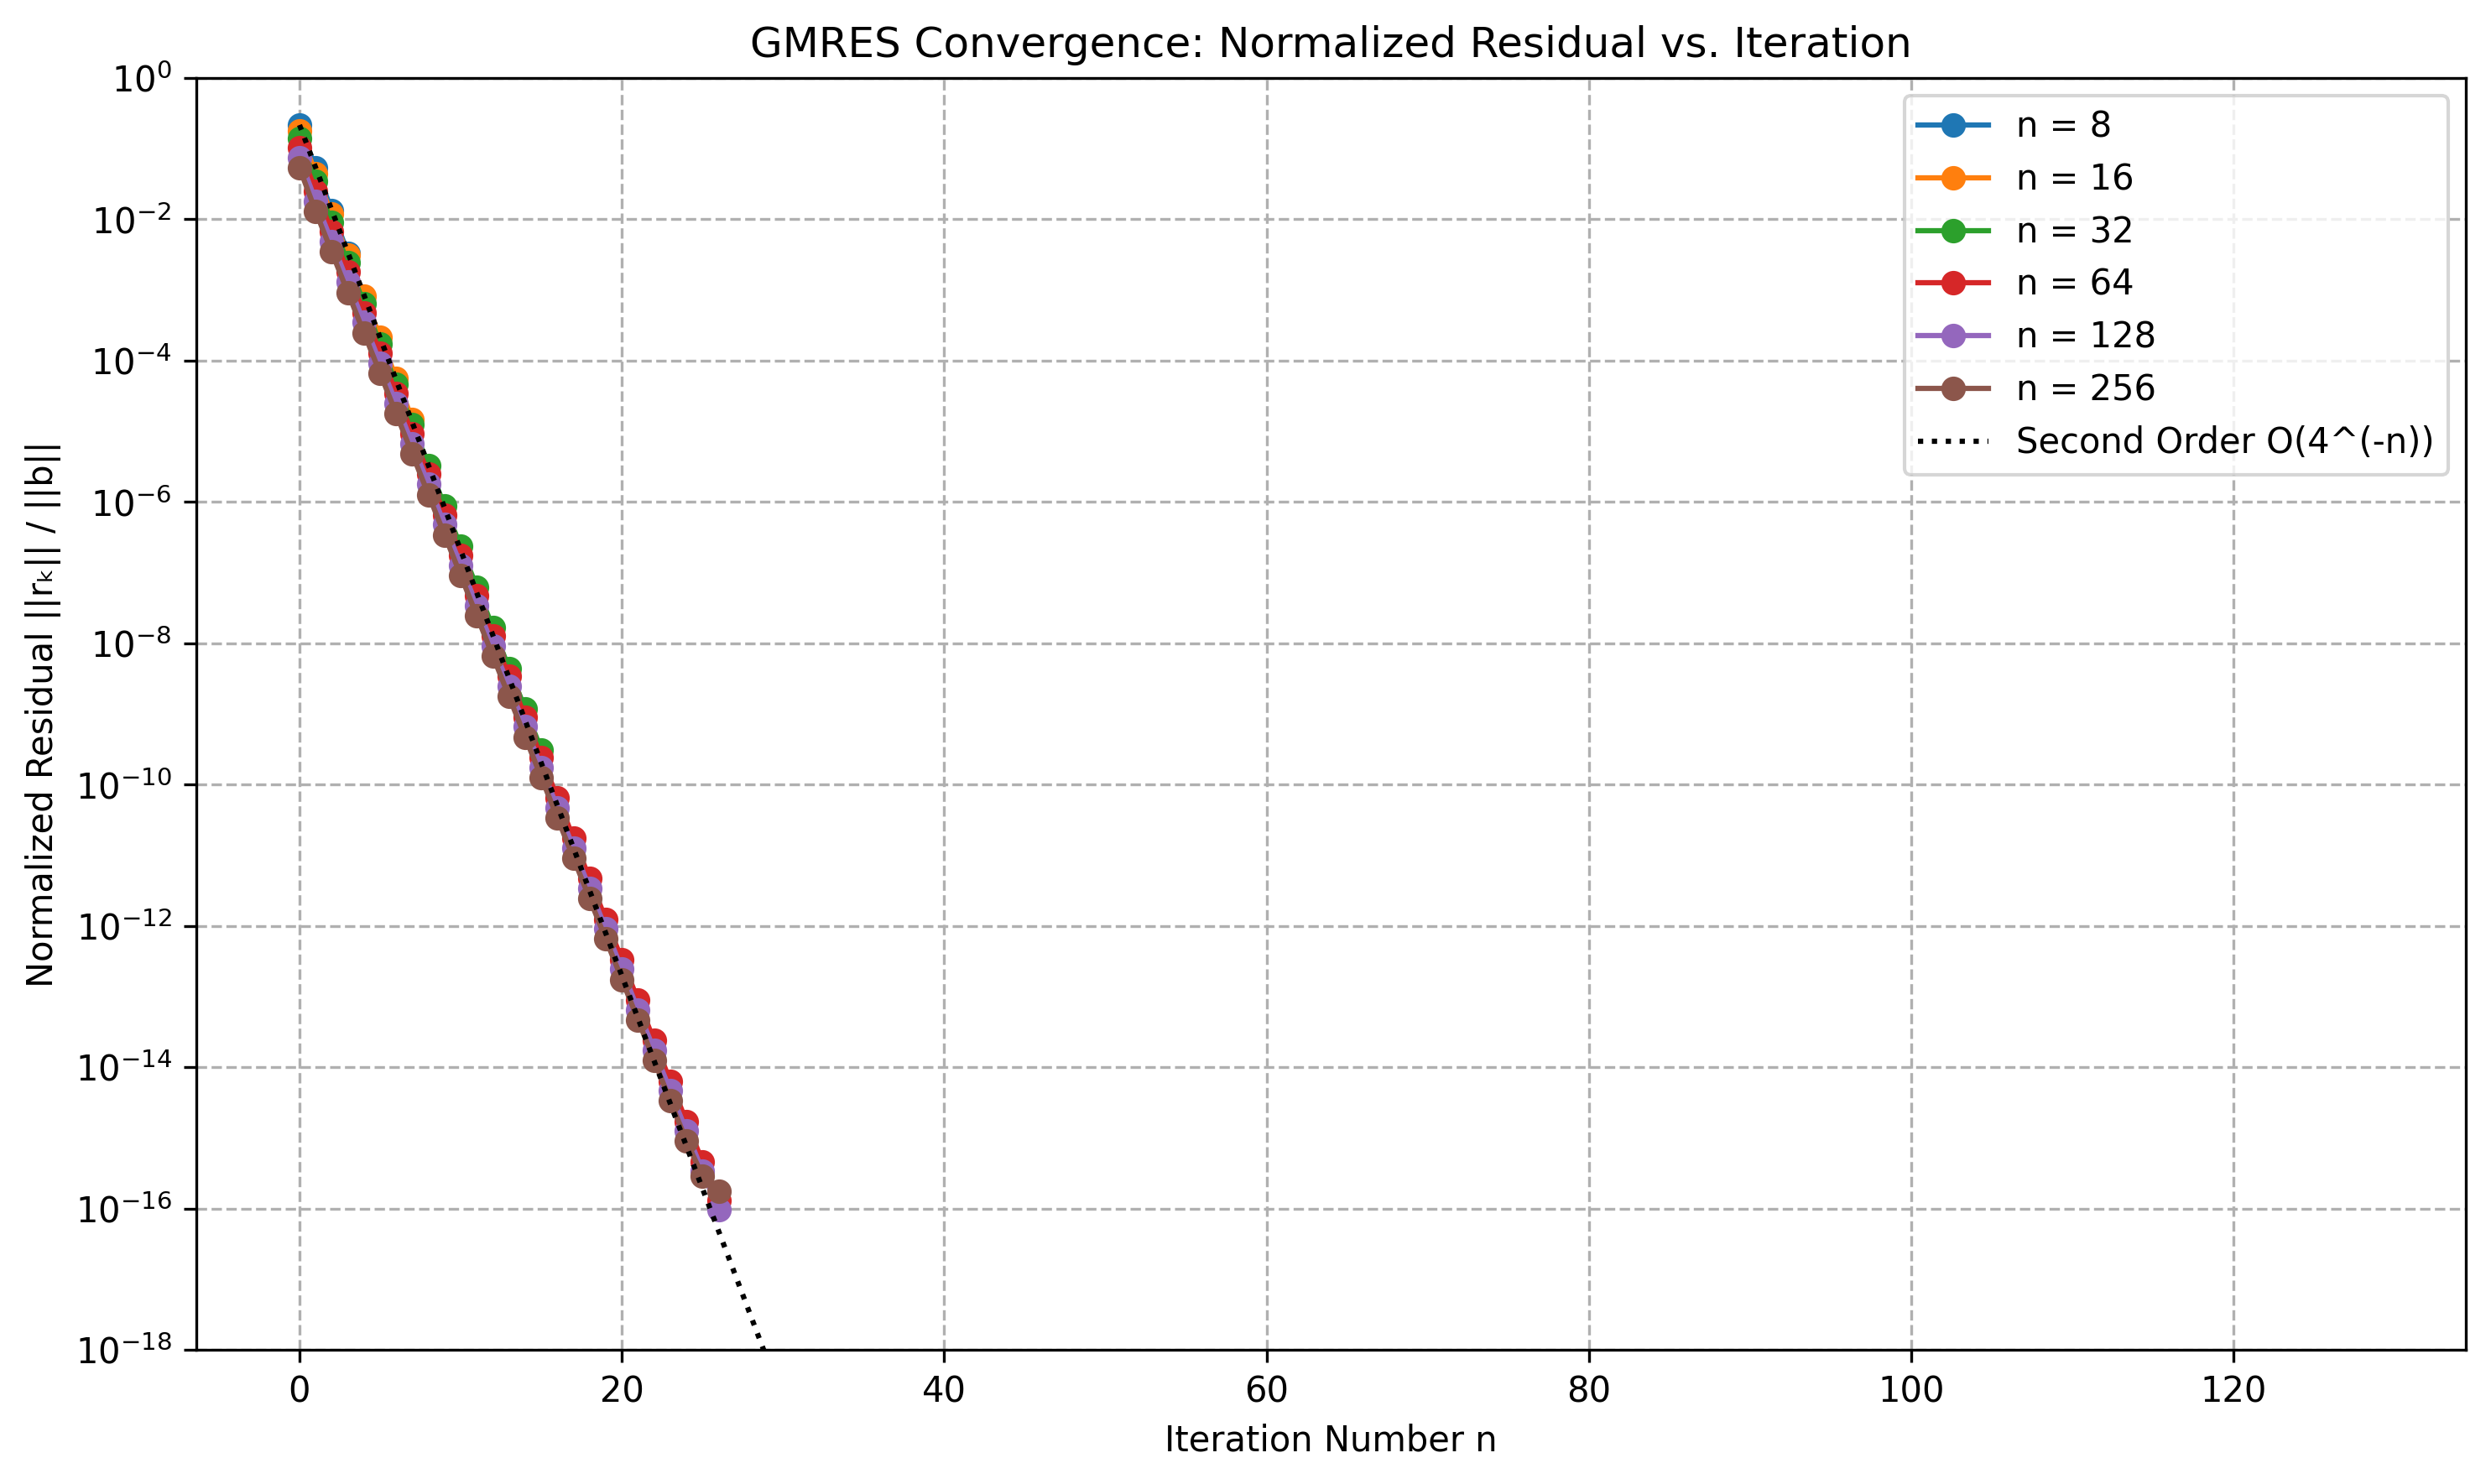 GMRES Convergence: Normalized Residual vs. Iteration
10⁰
10⁻²
10⁻⁴
10⁻⁶
10⁻⁸
10⁻¹⁰
10⁻¹²
10⁻¹⁴
10⁻¹⁶
10⁻¹⁸
Normalized Residual ||rₖ|| / ||b||
n = 8
n = 16
n = 32
n = 64
n = 128
n = 256
Second Order O(4^(-n))
0 20 40 60 80 100 120
Iteration Number n